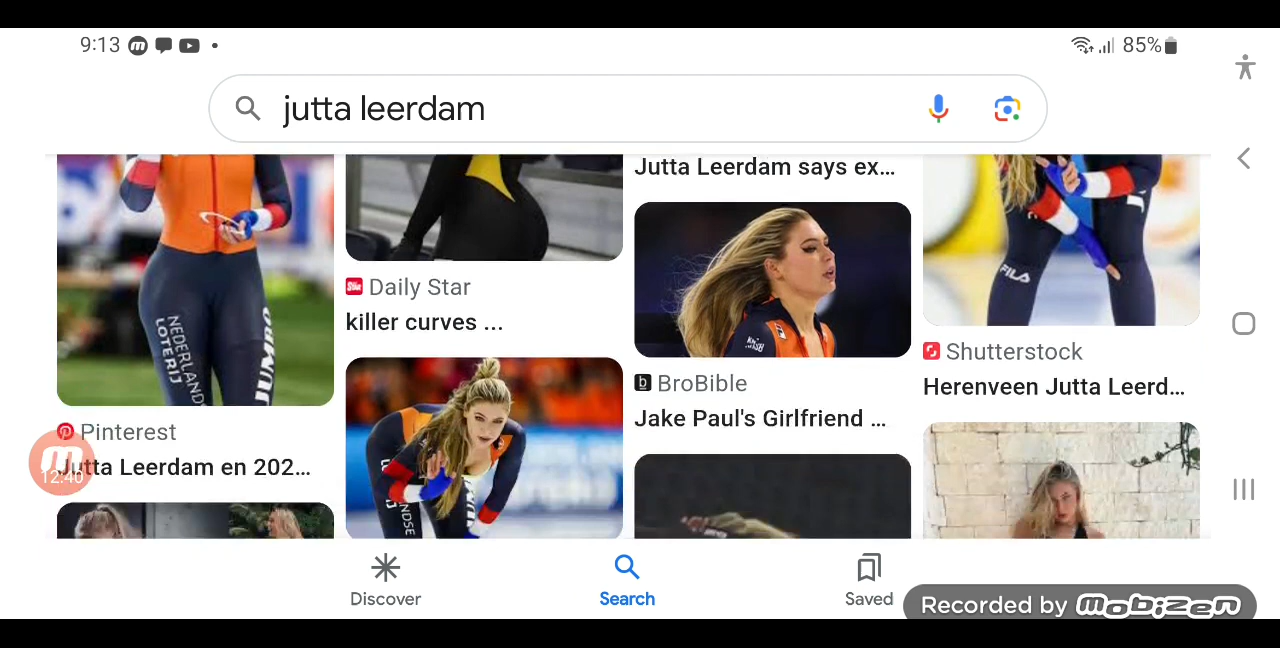 9:13
85%
jutta leerdam
NEDERLAND
LOTERIJ
JUMBO
Pinterest
Jutta Leerdam en 202...
12:40
Daily Star
killer curves ...
Jutta Leerdam says ex...
BroBible
Jake Paul's Girlfriend ...
FILA
Shutterstock
Herenveen Jutta Leerd...
Discover
Search
Saved
Recorded by Mobizen